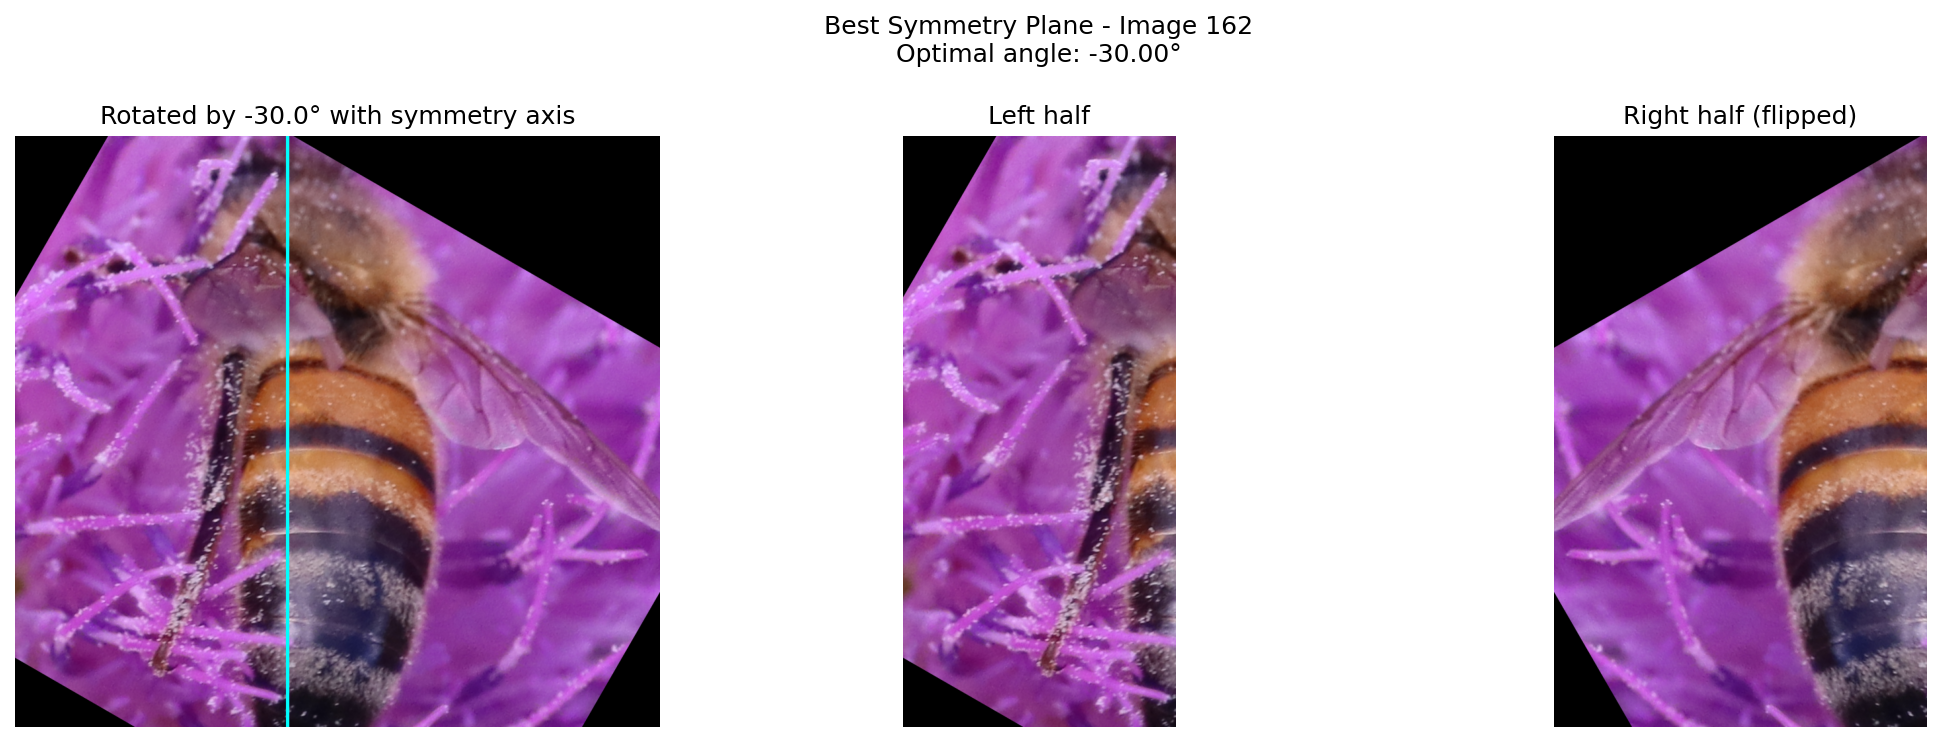 Best Symmetry Plane - Image 162
Optimal angle: -30.00°
Rotated by -30.0° with symmetry axis
Left half
Right half (flipped)